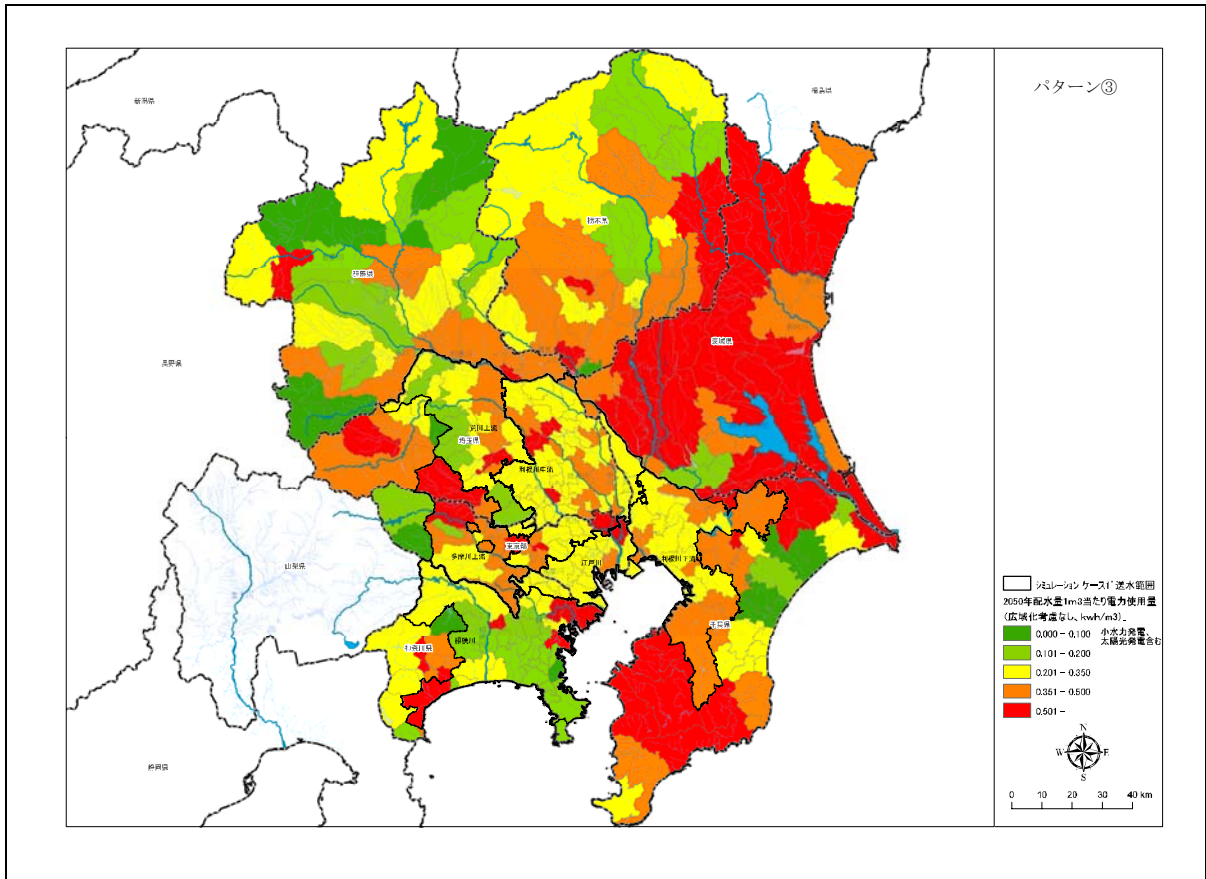 パターン③
新潟県
福島県
栃木県
群馬県
茨城県
長野県
荒川上流
埼玉県
利根川中流
東京都
多摩川上流
江戸川
利根川下流
山梨県
千葉県
相模川
神奈川県
静岡県
シミュレーション ケース1' 送水範囲
2050年配水量1m3当たり電力使用量
(広域化考慮なし、kwh/m3)_
0.000 - 0.100
小水力発電、
太陽光発電含む
0.101 - 0.200
0.201 - 0.350
0.351 - 0.500
0.501 -
N
W E
S
0 10 20 30 40 km